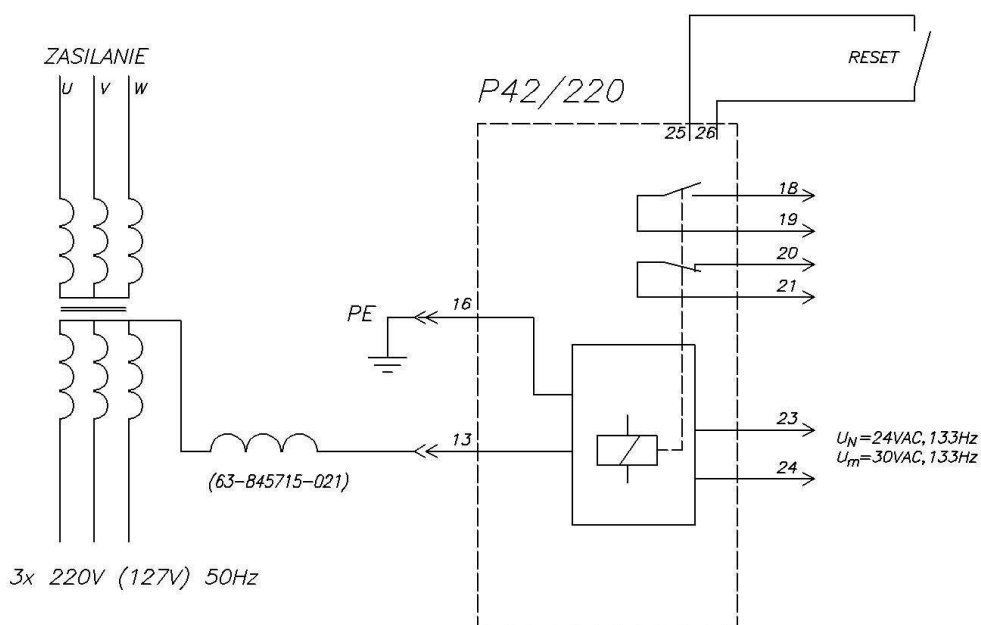 ZASILANIE
U V W
P42/220
RESET
25 26
18
19
20
21
PE
16
13
(63-845715-021)
23
24
U_N=24VAC,133Hz
U_m=30VAC,133Hz
3x 220V (127V) 50Hz